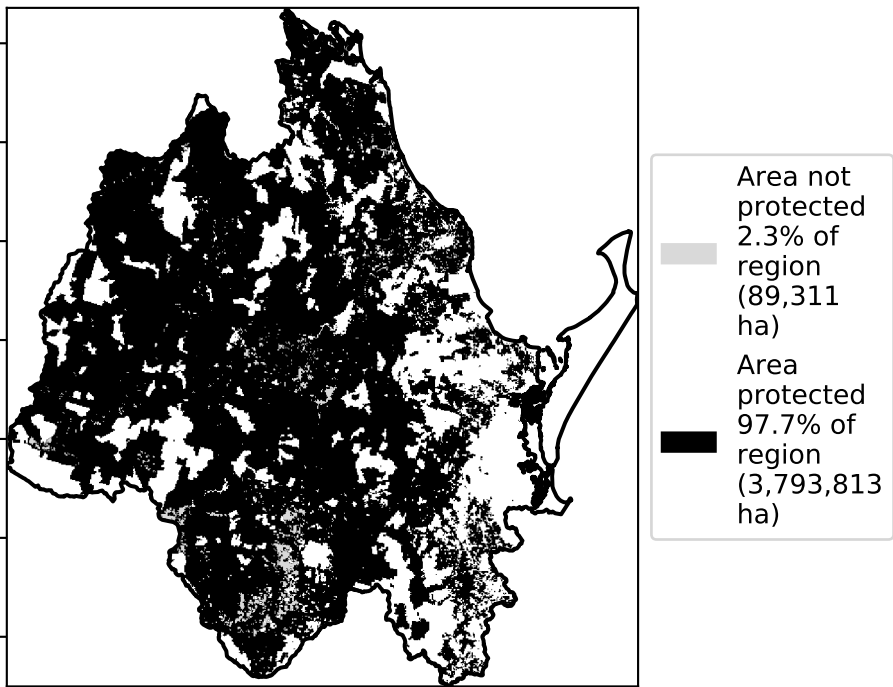 Area not
protected
2.3% of
region
(89,311
ha)
Area
protected
97.7% of
region
(3,793,813
ha)